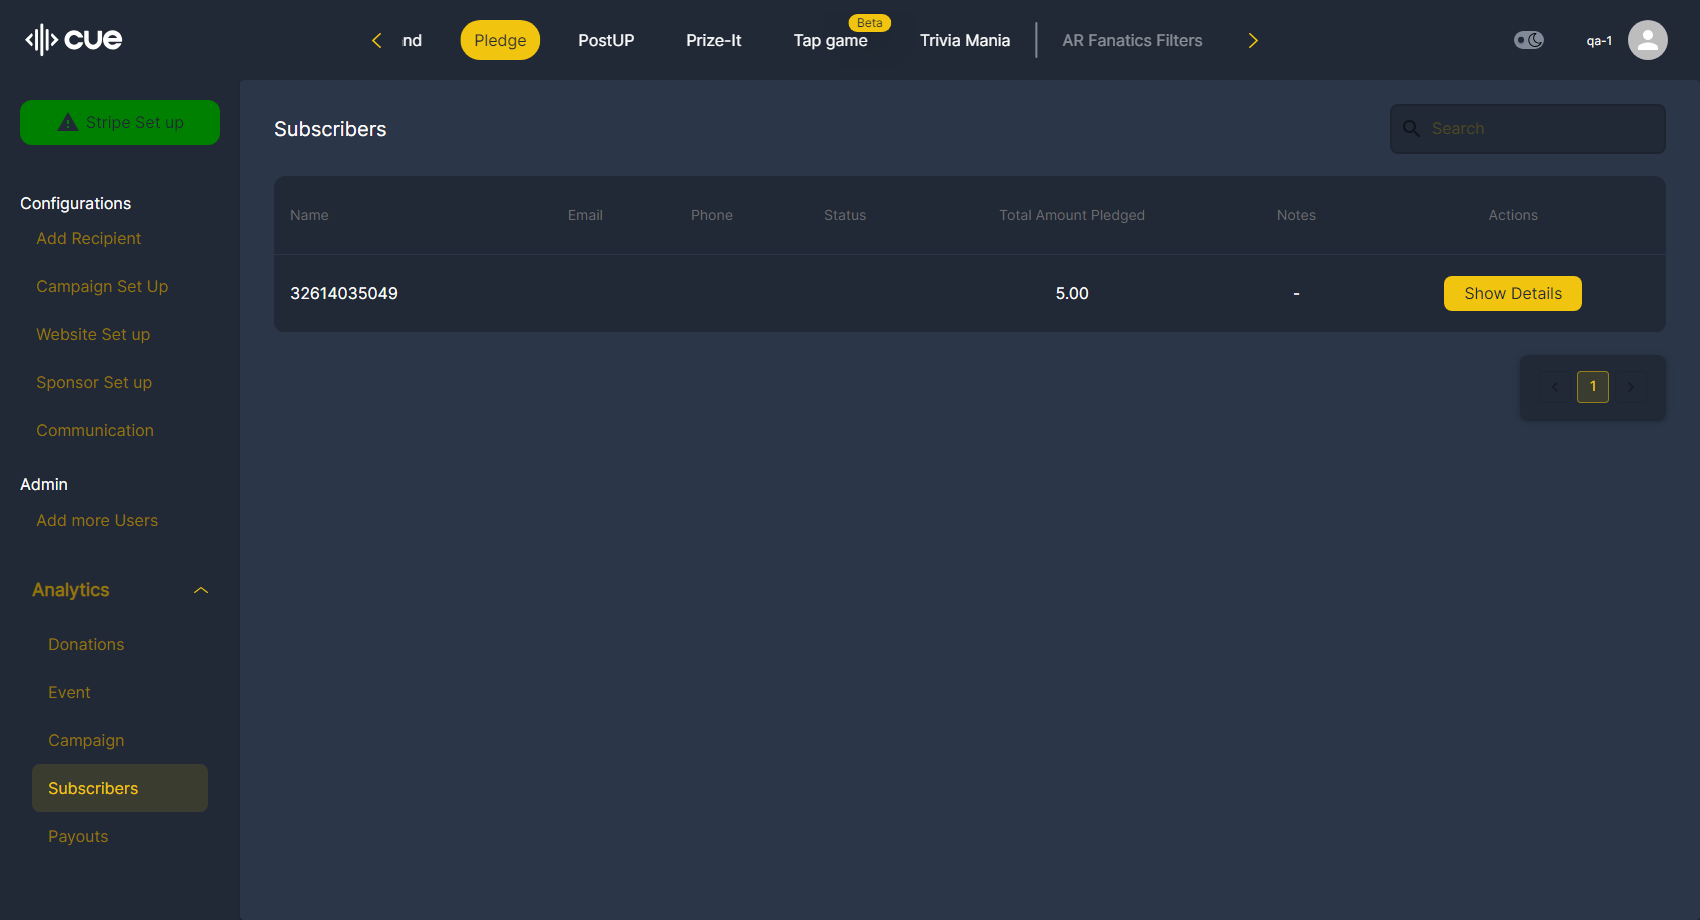 cue
nd
Pledge
PostUP
Prize-It
Tap game
Beta
Trivia Mania
AR Fanatics Filters
qa-1
Stripe Set up
Configurations
Add Recipient
Campaign Set Up
Website Set up
Sponsor Set up
Communication
Admin
Add more Users
Analytics
Donations
Event
Campaign
Subscribers
Payouts
Subscribers
Search
Name Email Phone Status Total Amount Pledged Notes Actions
32614035049 5.00 - Show Details
1